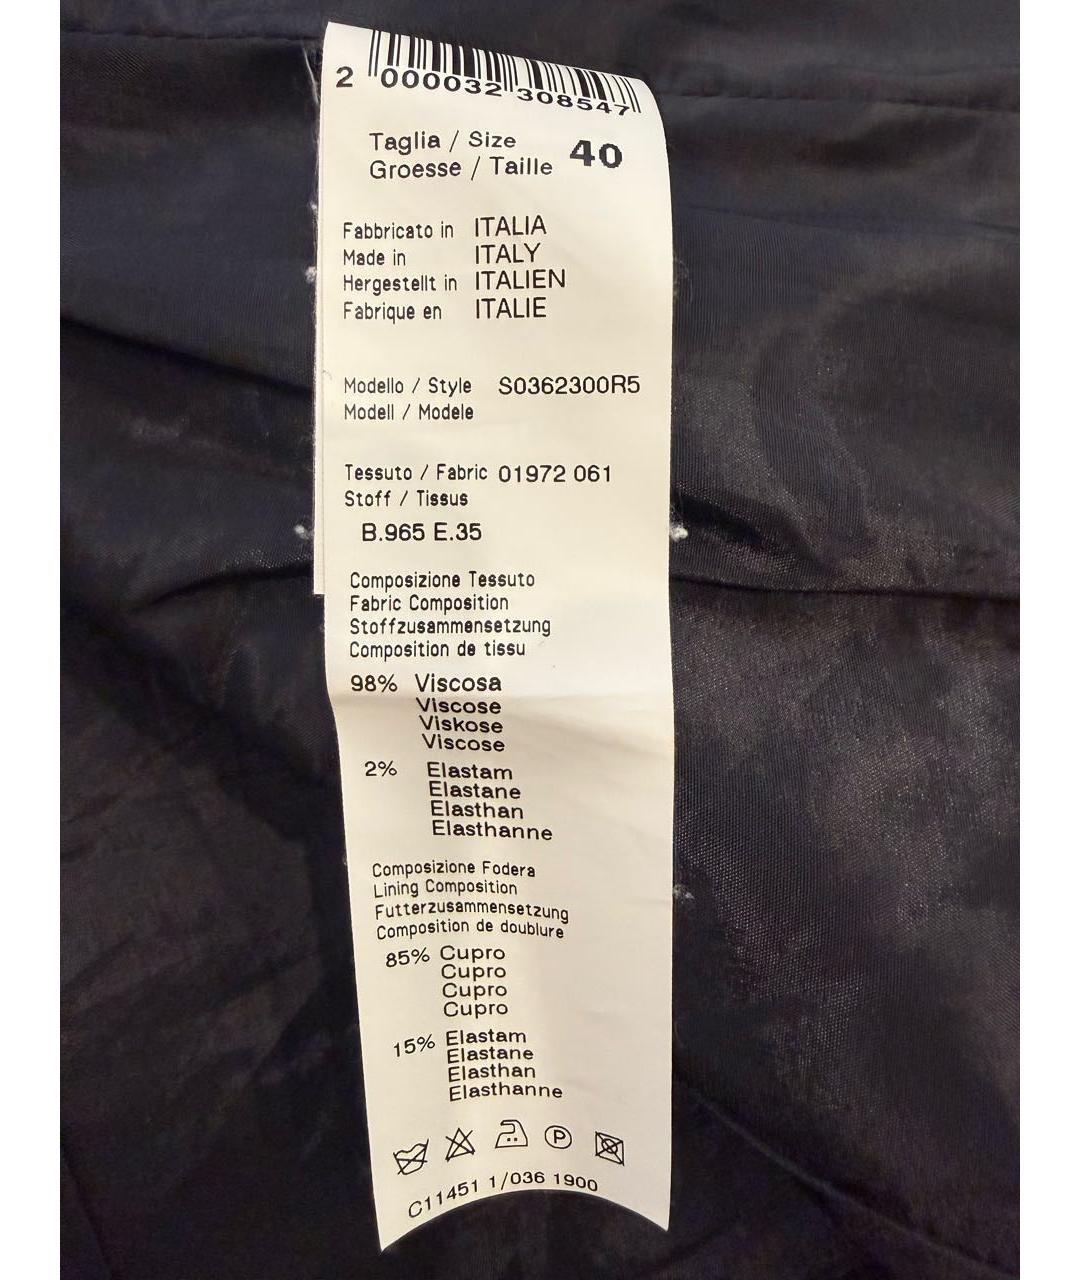 2 000032 308547
Taglia / Size
Groesse / Taille 40
Fabbricato in ITALIA
Made in ITALY
Hergestellt in ITALIEN
Fabrique en ITALIE
Modello / Style S0362300R5
Modell / Modele
Tessuto / Fabric 01972 061
Stoff / Tissus
B.965 E.35
Composizione Tessuto
Fabric Composition
Stoffzusammensetzung
Composition de tissu
98% Viscosa
Viscose
Viskose
Viscose
2% Elastam
Elastane
Elasthan
Elasthanne
Composizione Fodera
Lining Composition
Futterzusammensetzung
Composition de doublure
85% Cupro
Cupro
Cupro
Cupro
15% Elastam
Elastane
Elasthan
Elasthanne
P
C11451 1/036 1900